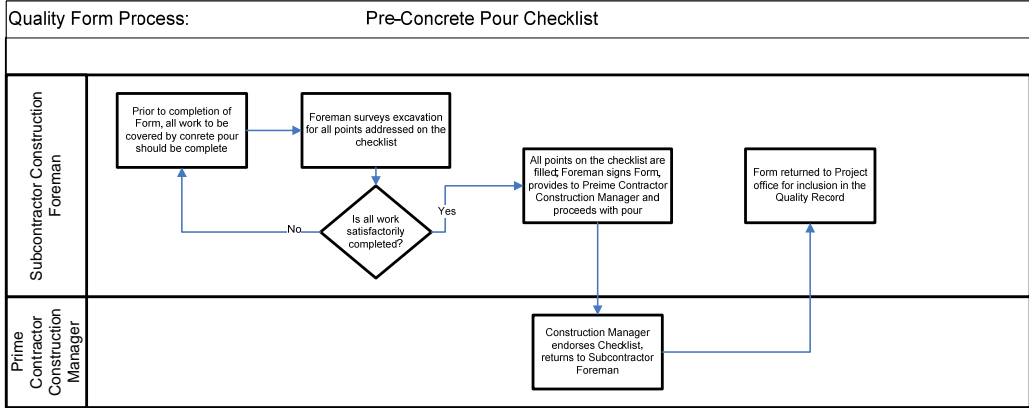 Quality Form Process: Pre-Concrete Pour Checklist
Subcontractor Construction
Foreman
Prior to completion of
Form, all work to be
covered by conrete pour
should be complete
Foreman surveys excavation
for all points addressed on the
checklist
Is all work
satisfactorily
completed?
No
Yes
All points on the checklist are
filled; Foreman signs Form,
provides to Preime Contractor
Construction Manager and
proceeds with pour
Form returned to Project
office for inclusion in the
Quality Record
Prime
Contractor
Construction
Manager
Construction Manager
endorses Checklist,
returns to Subcontractor
Foreman